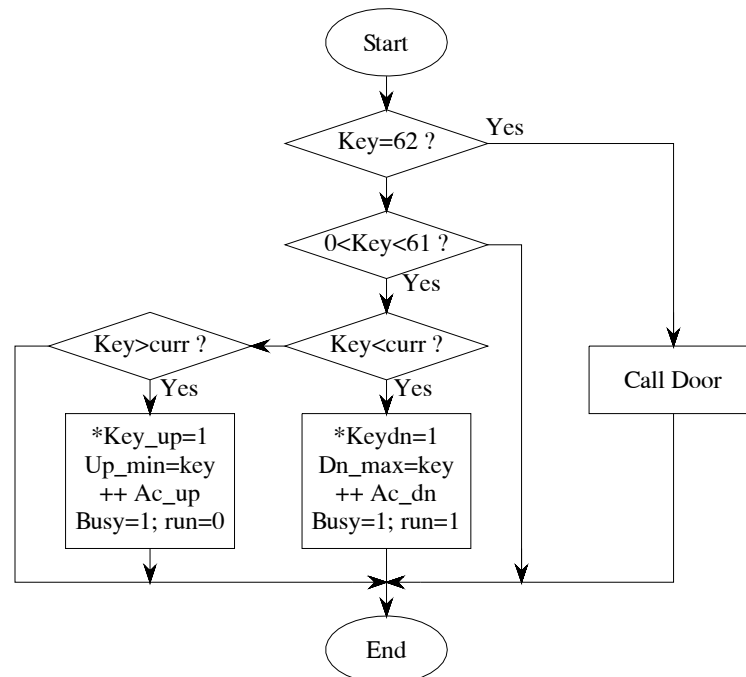 Start
Key=62 ?
Yes
0<Key<61 ?
Yes
Key>curr ?
Key<curr ?
Call Door
Yes
Yes
*Key_up=1
Up_min=key
++ Ac_up
Busy=1; run=0
*Keydn=1
Dn_max=key
++ Ac_dn
Busy=1; run=1
End